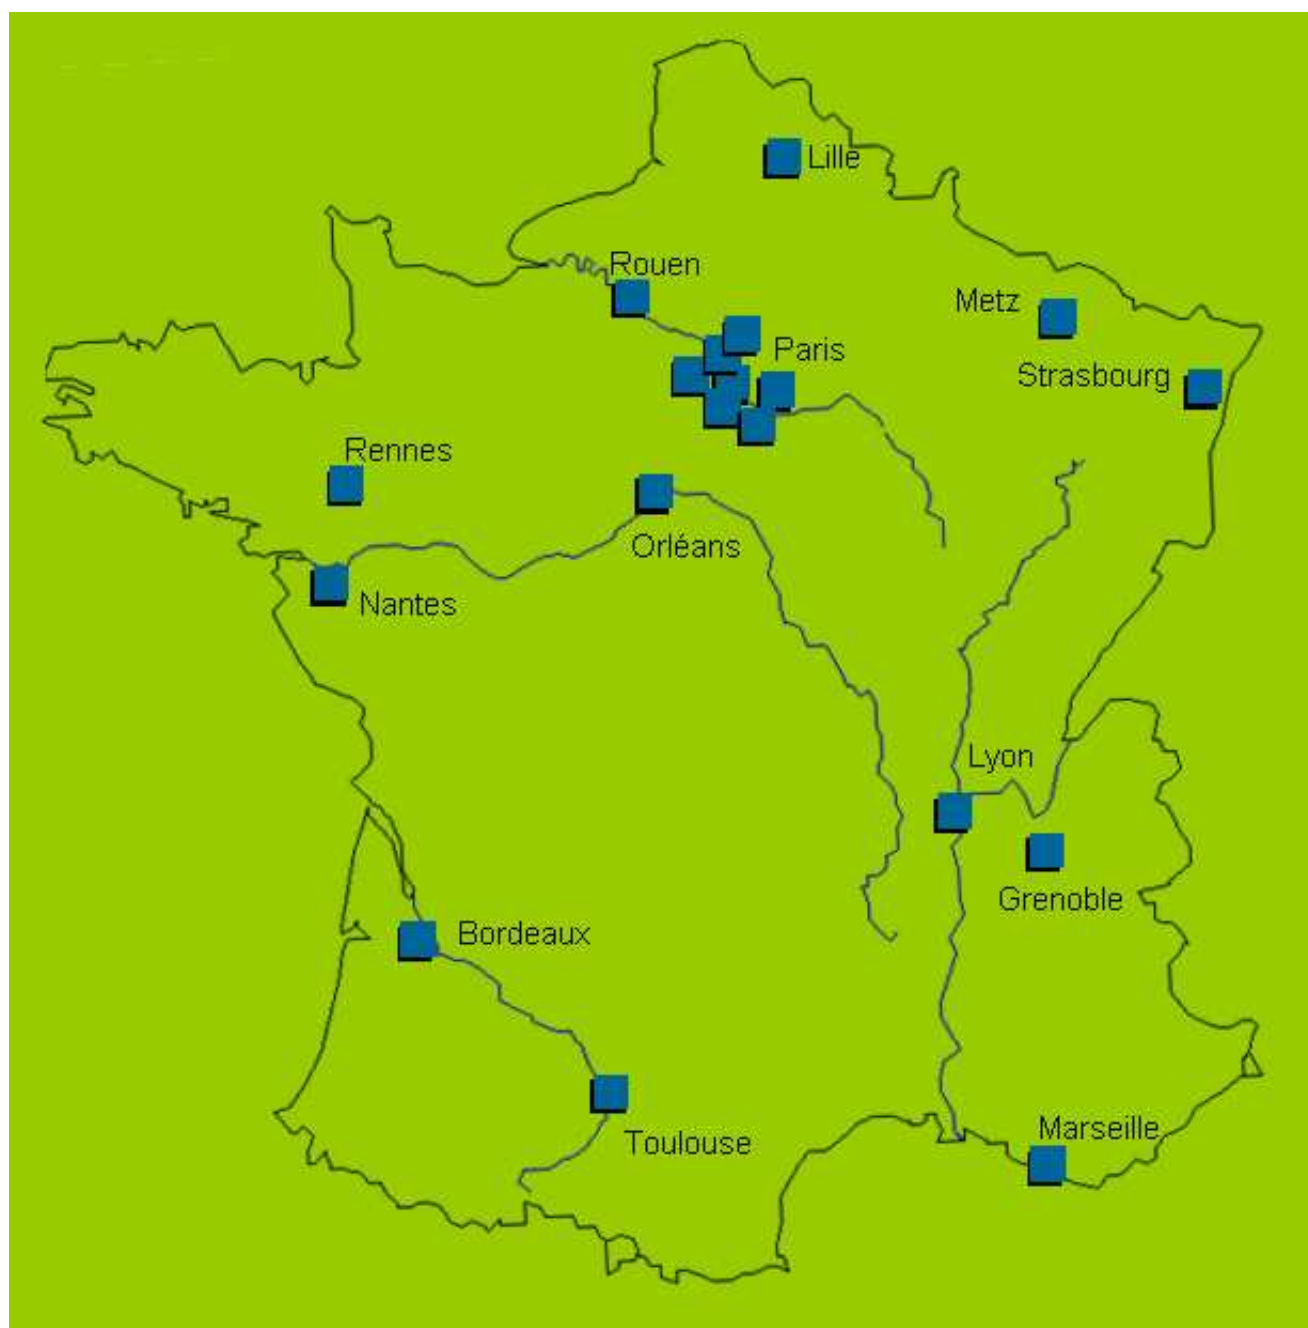 Lille
Rouen
Metz
Paris
Strasbourg
Rennes
Orléans
Nantes
Lyon
Grenoble
Bordeaux
Marseille
Toulouse